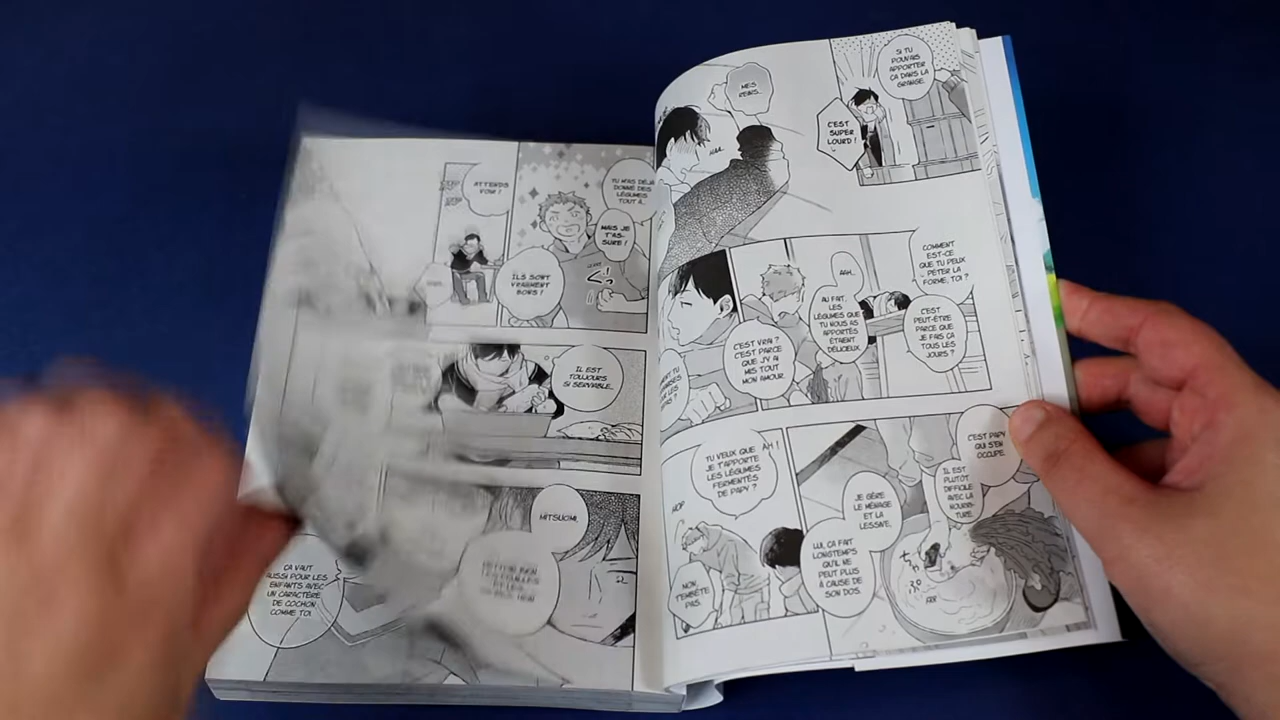 ATTENDS
VOIR !
TU M'AS DÉJÀ
DONNÉ DES
LÉGUMES
TOUT À...
MAIS JE
T'AS-
SURE !
ILS SONT
VRAIMENT
BONS !
IL EST
TOUJOURS
SI SERVIABLE...
MITSUOMI.
ÇA VAUT
AUSSI POUR LES
ENFANTS AVEC
UN CARACTÈRE
DE COCHON
COMME TOI.
MES
REINS...
HAA...
SI TU
POUVAIS
APPORTER
ÇA DANS LA
GRANGE.
C'EST
SUPER
LOURD !
C'EST VRAI ?
C'EST PARCE
QUE J'Y AI
MIS TOUT
MON AMOUR.
AAH...
AU FAIT,
LES
LÉGUMES QUE
TU NOUS AS
APPORTÉS
ÉTAIENT
DÉLICIEUX.
COMMENT
EST-CE
QUE TU PEUX
PÉTER LA
FORME, TOI ?
C'EST
PEUT-ÊTRE
PARCE QUE
JE FAIS ÇA
TOUS LES
JOURS ?
AH !
TU VEUX QUE
JE T'APPORTE
LES LÉGUMES
FERMENTÉS
DE PAPY ?
HOP
NON,
T'EMBÊTE
PAS.
JE GÈRE
LE MÉNAGE
ET LA
LESSIVE,
LUI, ÇA FAIT
LONGTEMPS
QU'IL NE
PEUT PLUS
À CAUSE DE
SON DOS.
C'EST PAPY
QUI S'EN
OCCUPE.
IL EST
PLUTÔT
DIFFICILE
AVEC LA
NOURRI-
TURE.